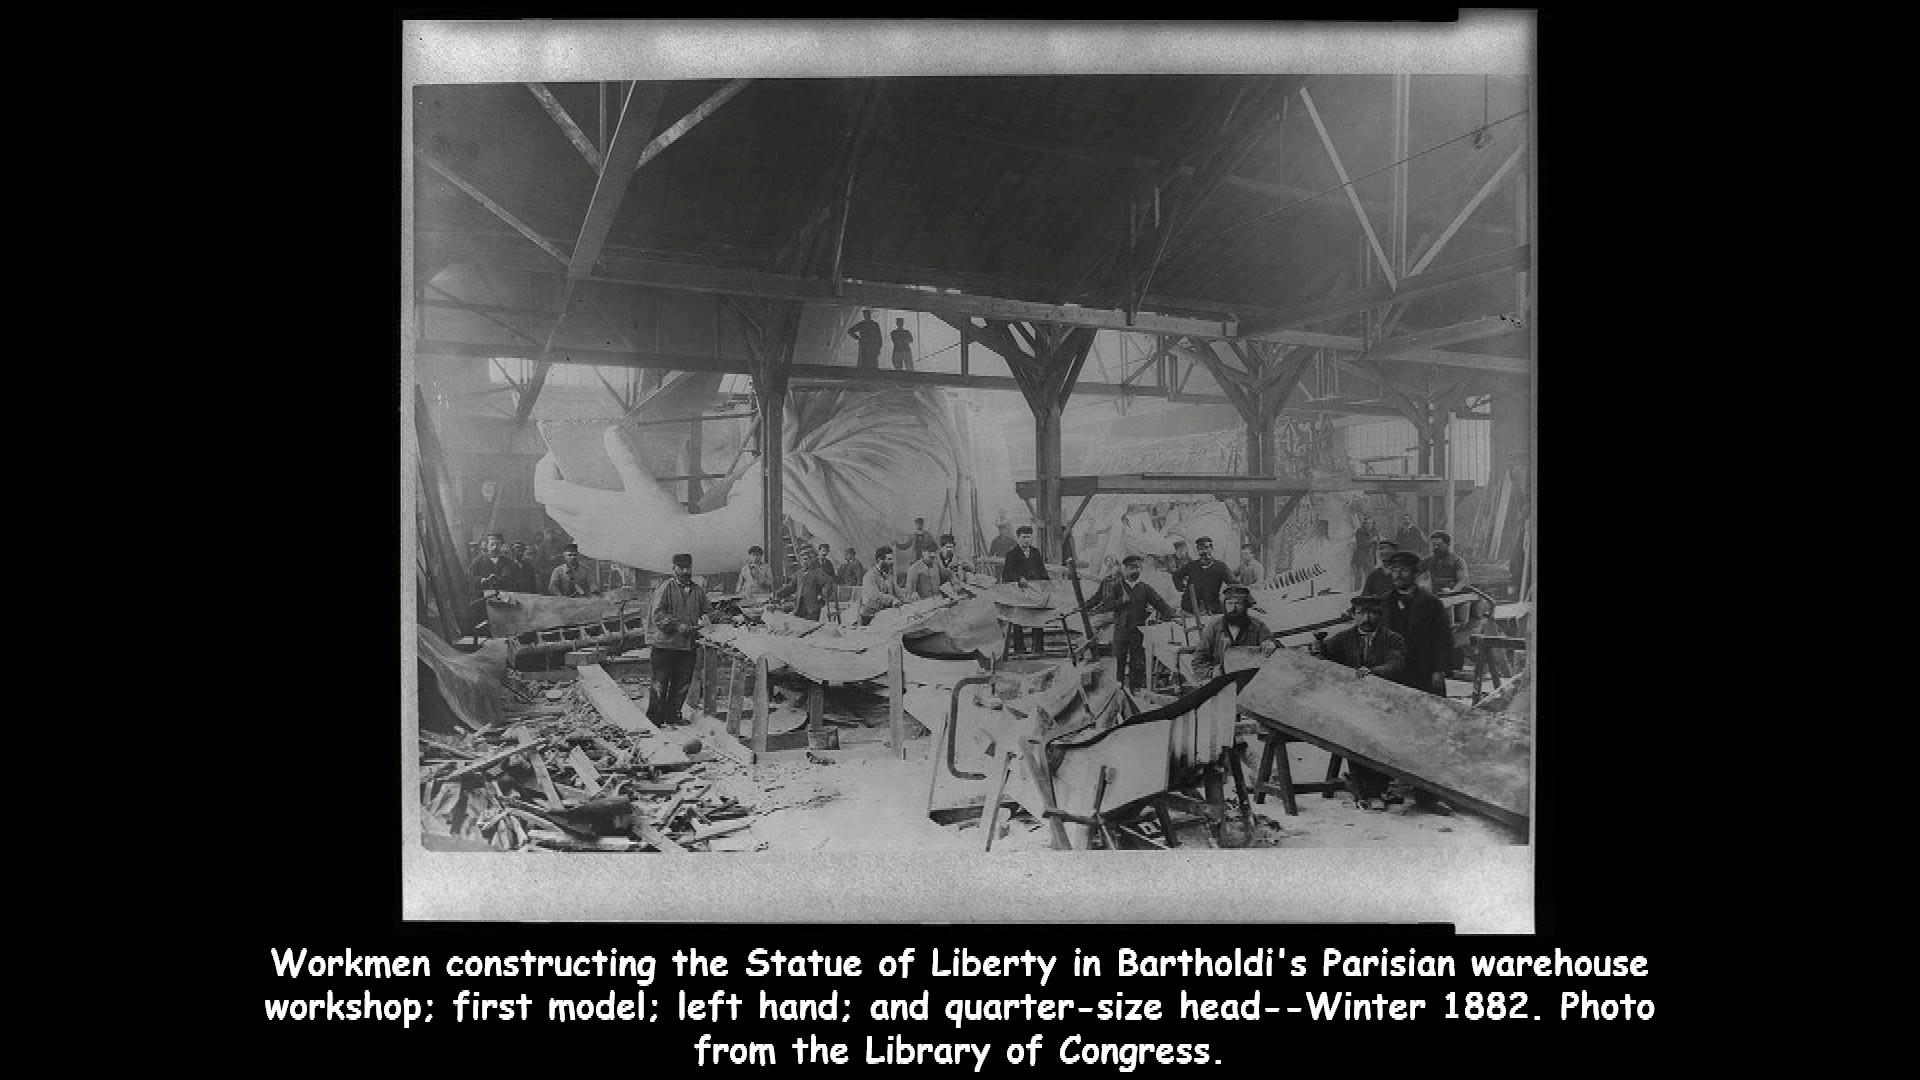 Workmen constructing the Statue of Liberty in Bartholdi's Parisian warehouse
workshop; first model; left hand; and quarter-size head--Winter 1882. Photo
from the Library of Congress.